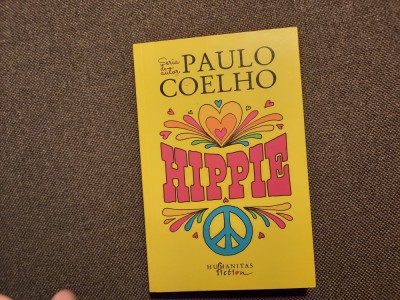 Seria
de
autor
PAULO
COELHO
HIPPIE
HUMANITAS
fiction